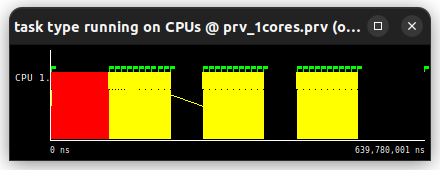 task type running on CPUs @ prv_1cores.prv (o...
CPU 1.
0 ns
639,780,001 ns